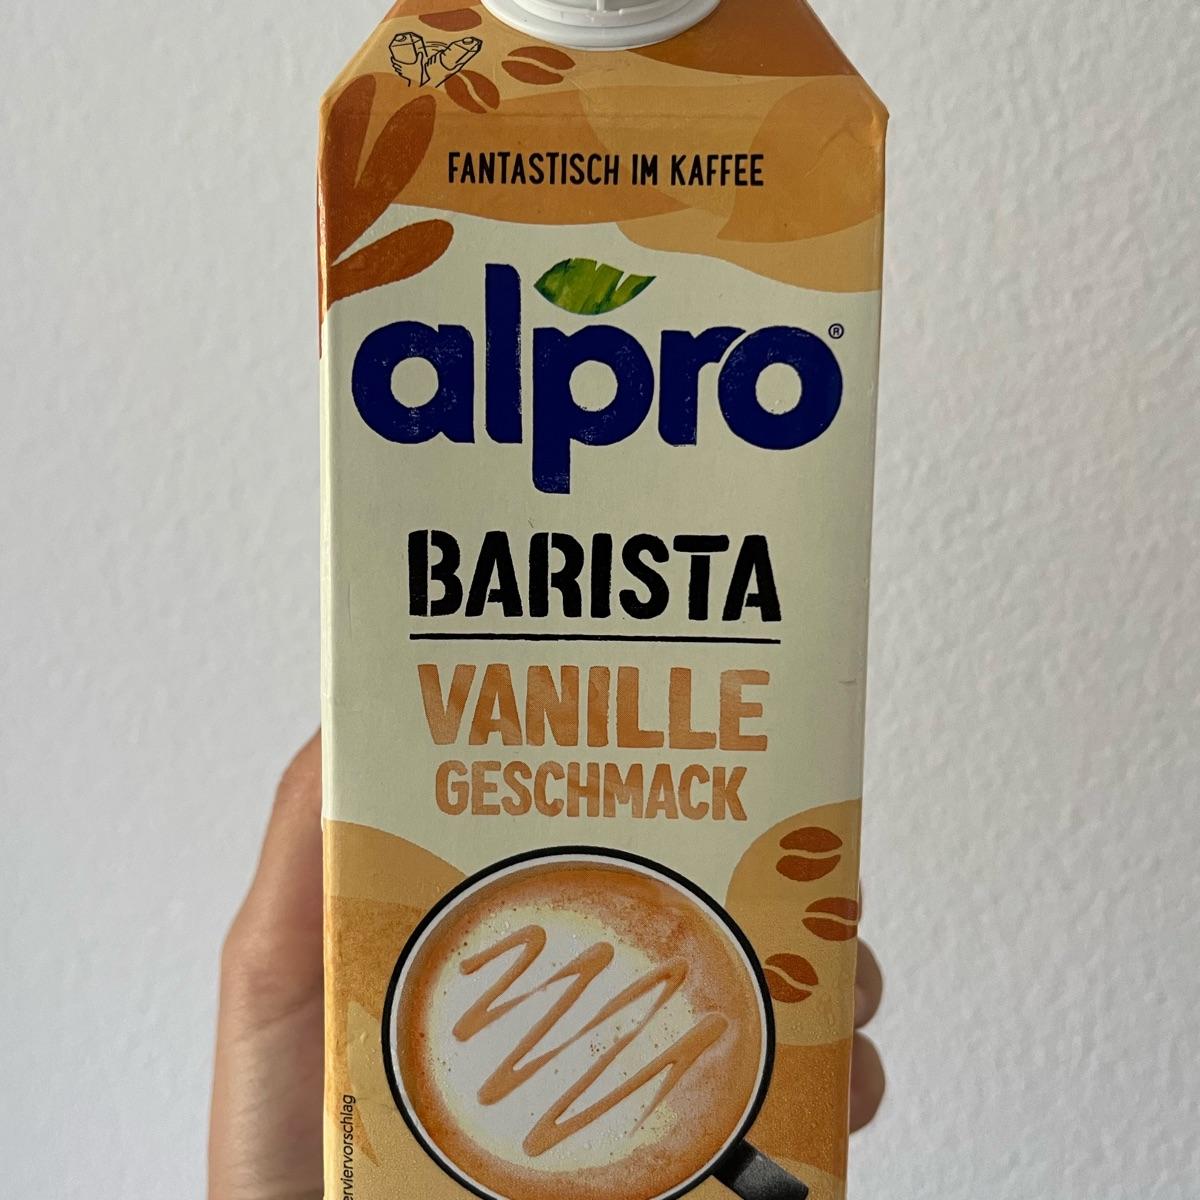 FANTASTISCH IM KAFFEE
alpro®
BARISTA
VANILLE
GESCHMACK